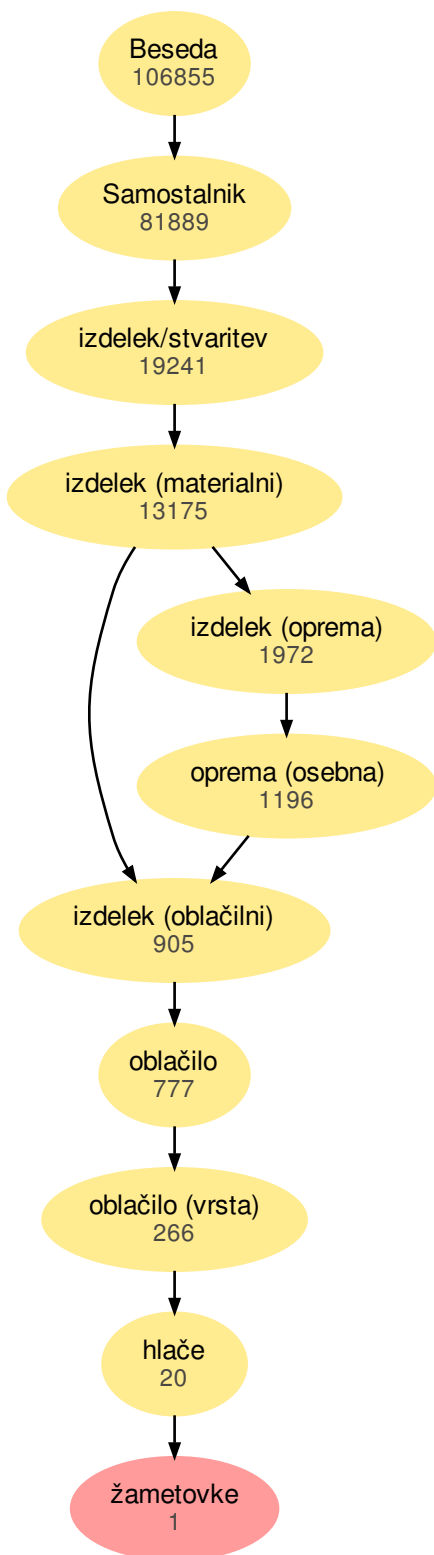 Beseda
106855
Samostalnik
81889
izdelek/stvaritev
19241
izdelek (materialni)
13175
izdelek (oprema)
1972
oprema (osebna)
1196
izdelek (oblačilni)
905
oblačilo
777
oblačilo (vrsta)
266
hlače
20
žametovke
1